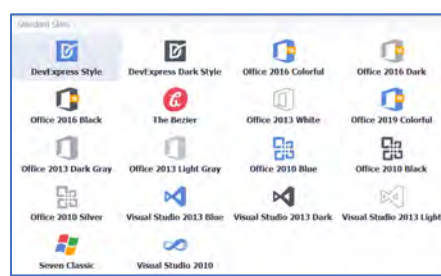 Standard Skins
DevExpress Style DevExpress Dark Style Office 2016 Colorful Office 2016 Dark
Office 2016 Black The Bezier Office 2013 White Office 2019 Colorful
Office 2013 Dark Gray Office 2013 Light Gray Office 2010 Blue Office 2010 Black
Office 2010 Silver Visual Studio 2013 Blue Visual Studio 2013 Dark Visual Studio 2013 Light
Seven Classic Visual Studio 2010